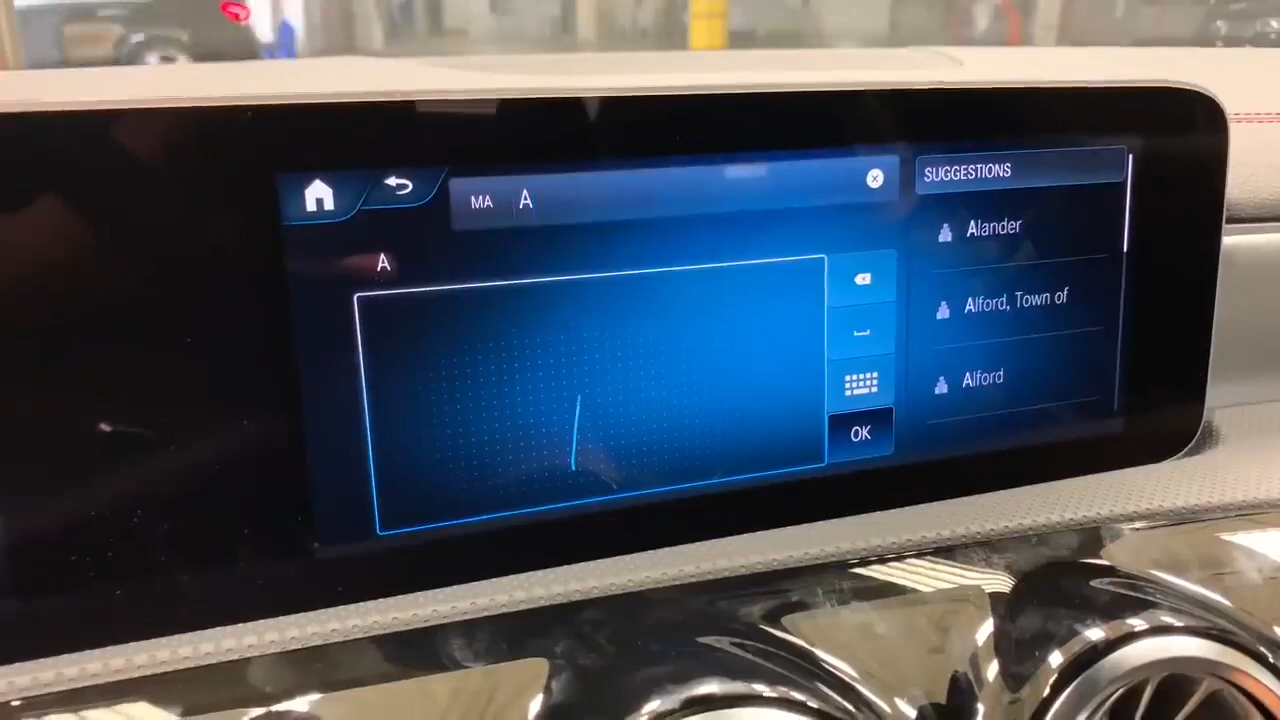 MA A
SUGGESTIONS
A
Alander
Alford, Town of
Alford
OK